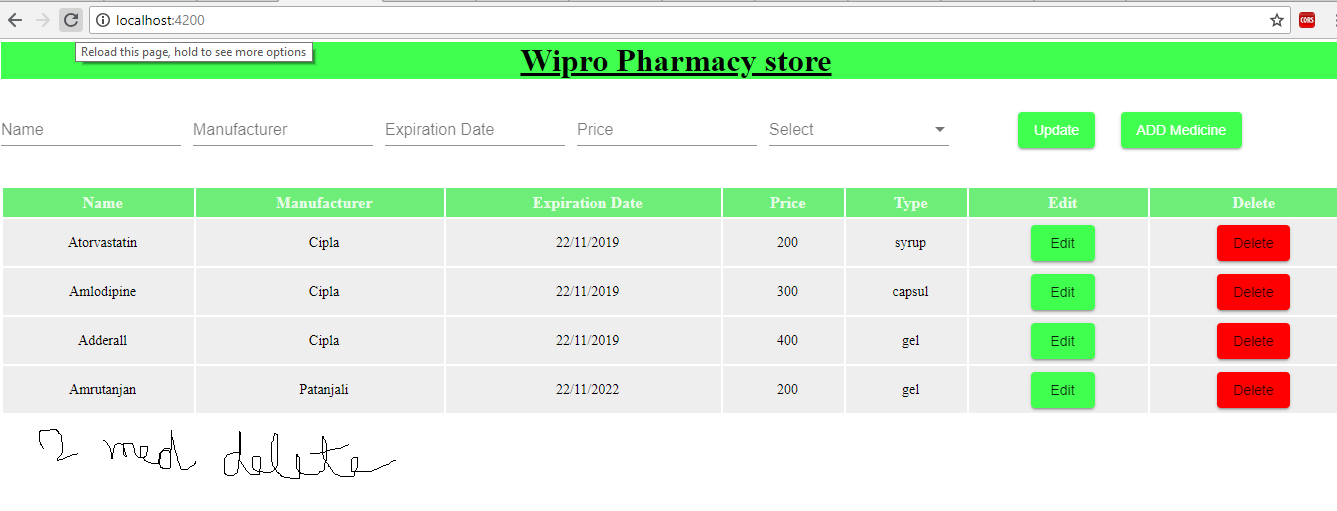 localhost:4200
CORS
Reload this page, hold to see more options
Wipro Pharmacy store
Name Manufacturer Expiration Date Price Select Update ADD Medicine
Name Manufacturer Expiration Date Price Type Edit Delete
Atorvastatin Cipla 22/11/2019 200 syrup Edit Delete
Amlodipine Cipla 22/11/2019 300 capsul Edit Delete
Adderall Cipla 22/11/2019 400 gel Edit Delete
Amrutanjan Patanjali 22/11/2022 200 gel Edit Delete
2 med delete